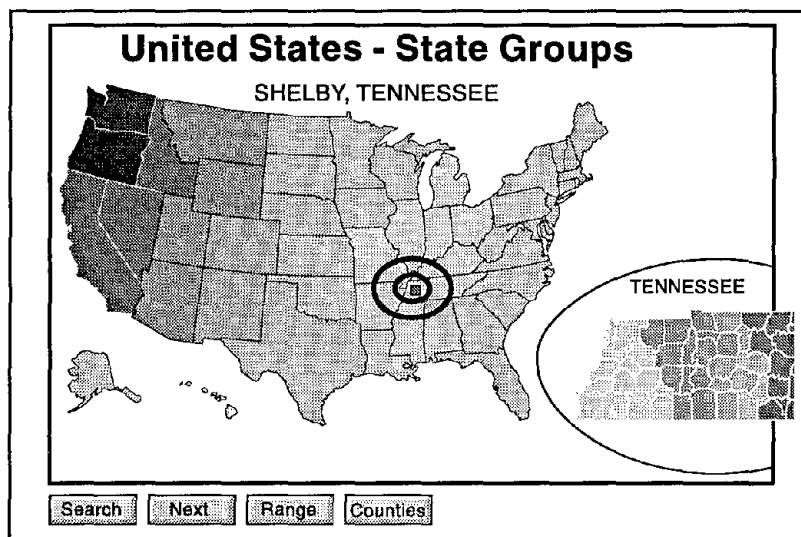 United States - State Groups
SHELBY, TENNESSEE
TENNESSEE
Search Next Range Counties